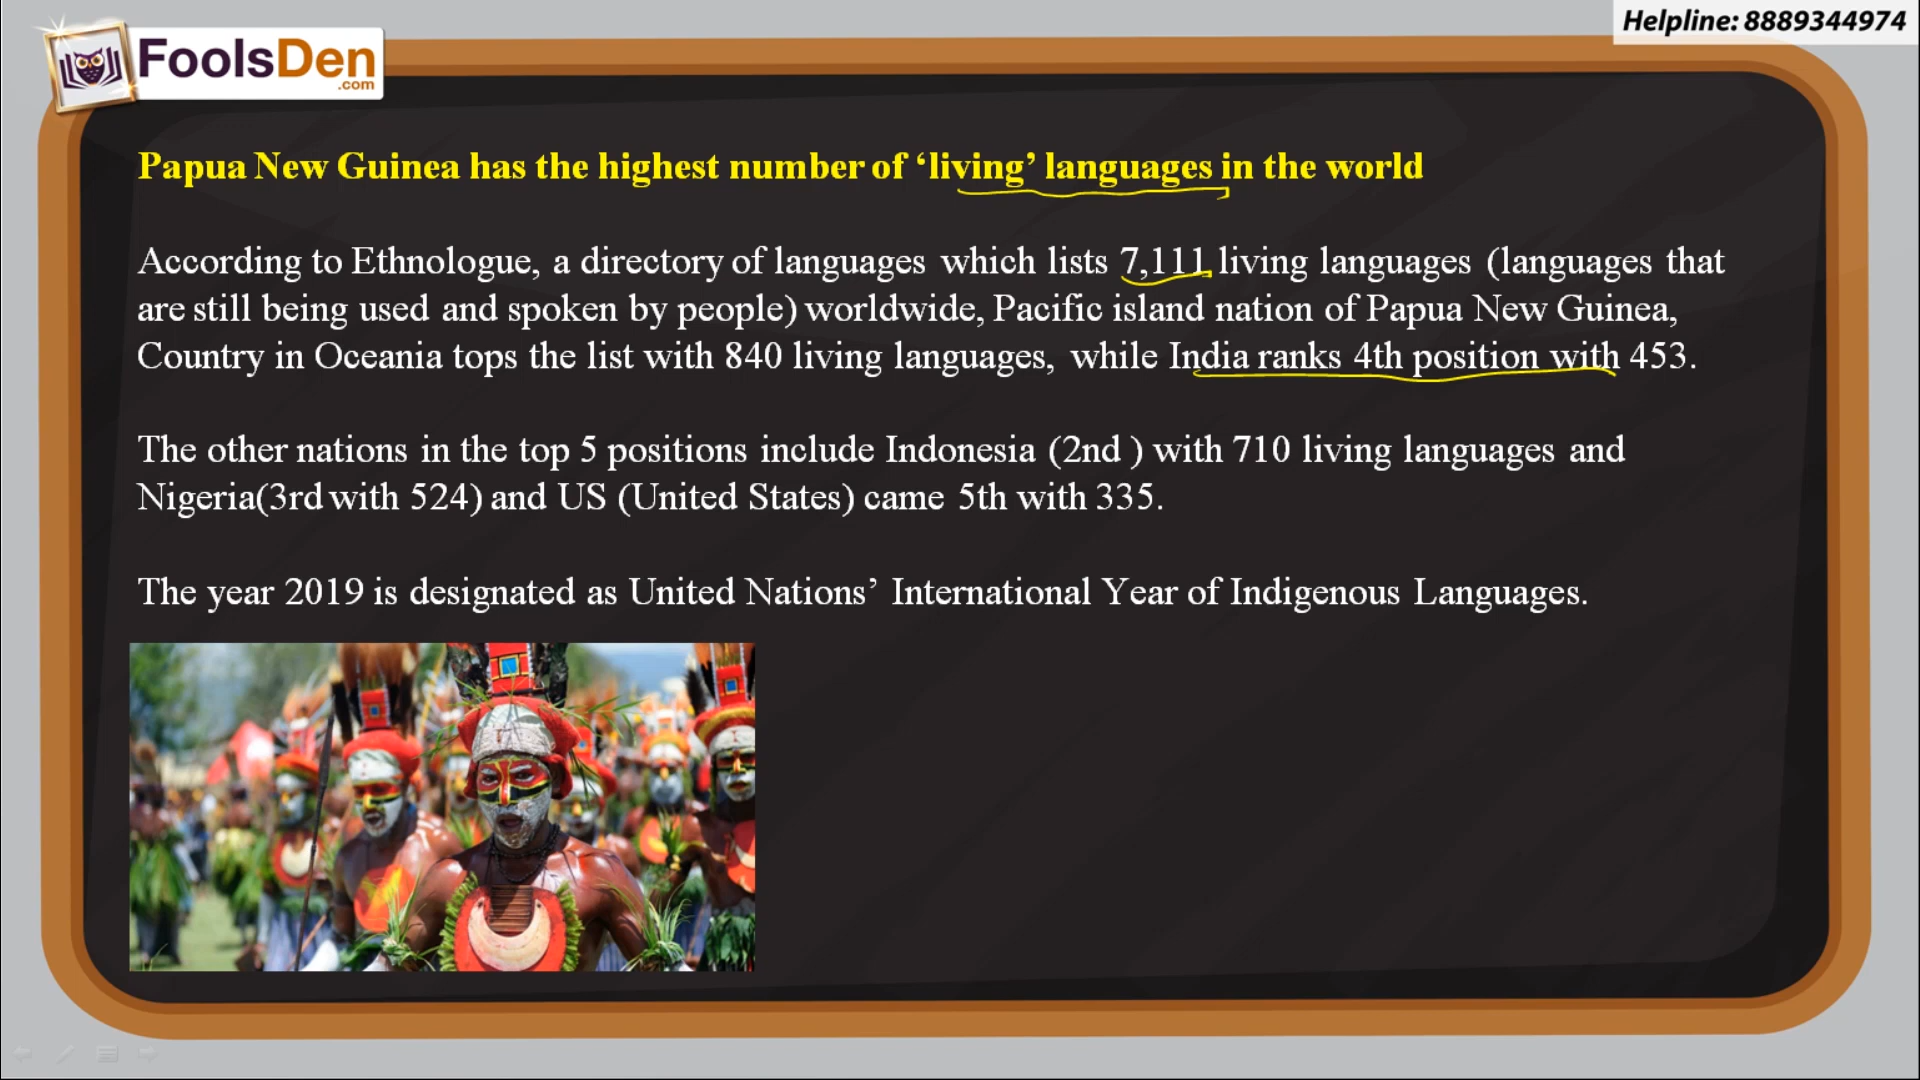 Helpline: 8889344974
FoolsDen
.com
Papua New Guinea has the highest number of ‘living’ languages in the world
According to Ethnologue, a directory of languages which lists 7,111 living languages (languages that
are still being used and spoken by people) worldwide, Pacific island nation of Papua New Guinea,
Country in Oceania tops the list with 840 living languages, while India ranks 4th position with 453.
The other nations in the top 5 positions include Indonesia (2nd ) with 710 living languages and
Nigeria(3rd with 524) and US (United States) came 5th with 335.
The year 2019 is designated as United Nations’ International Year of Indigenous Languages.